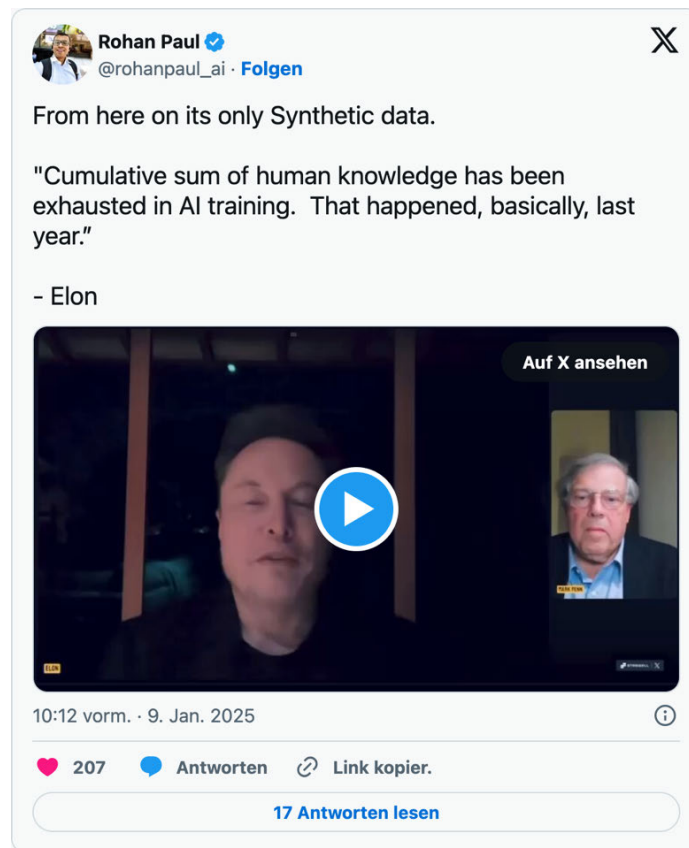 Rohan Paul
@rohanpaul_ai · Folgen
From here on its only Synthetic data.
"Cumulative sum of human knowledge has been
exhausted in AI training.  That happened, basically, last
year.”
- Elon
Auf X ansehen
MARK PENN
ELON
X
10:12 vorm. · 9. Jan. 2025
207 Antworten Link kopier.
17 Antworten lesen